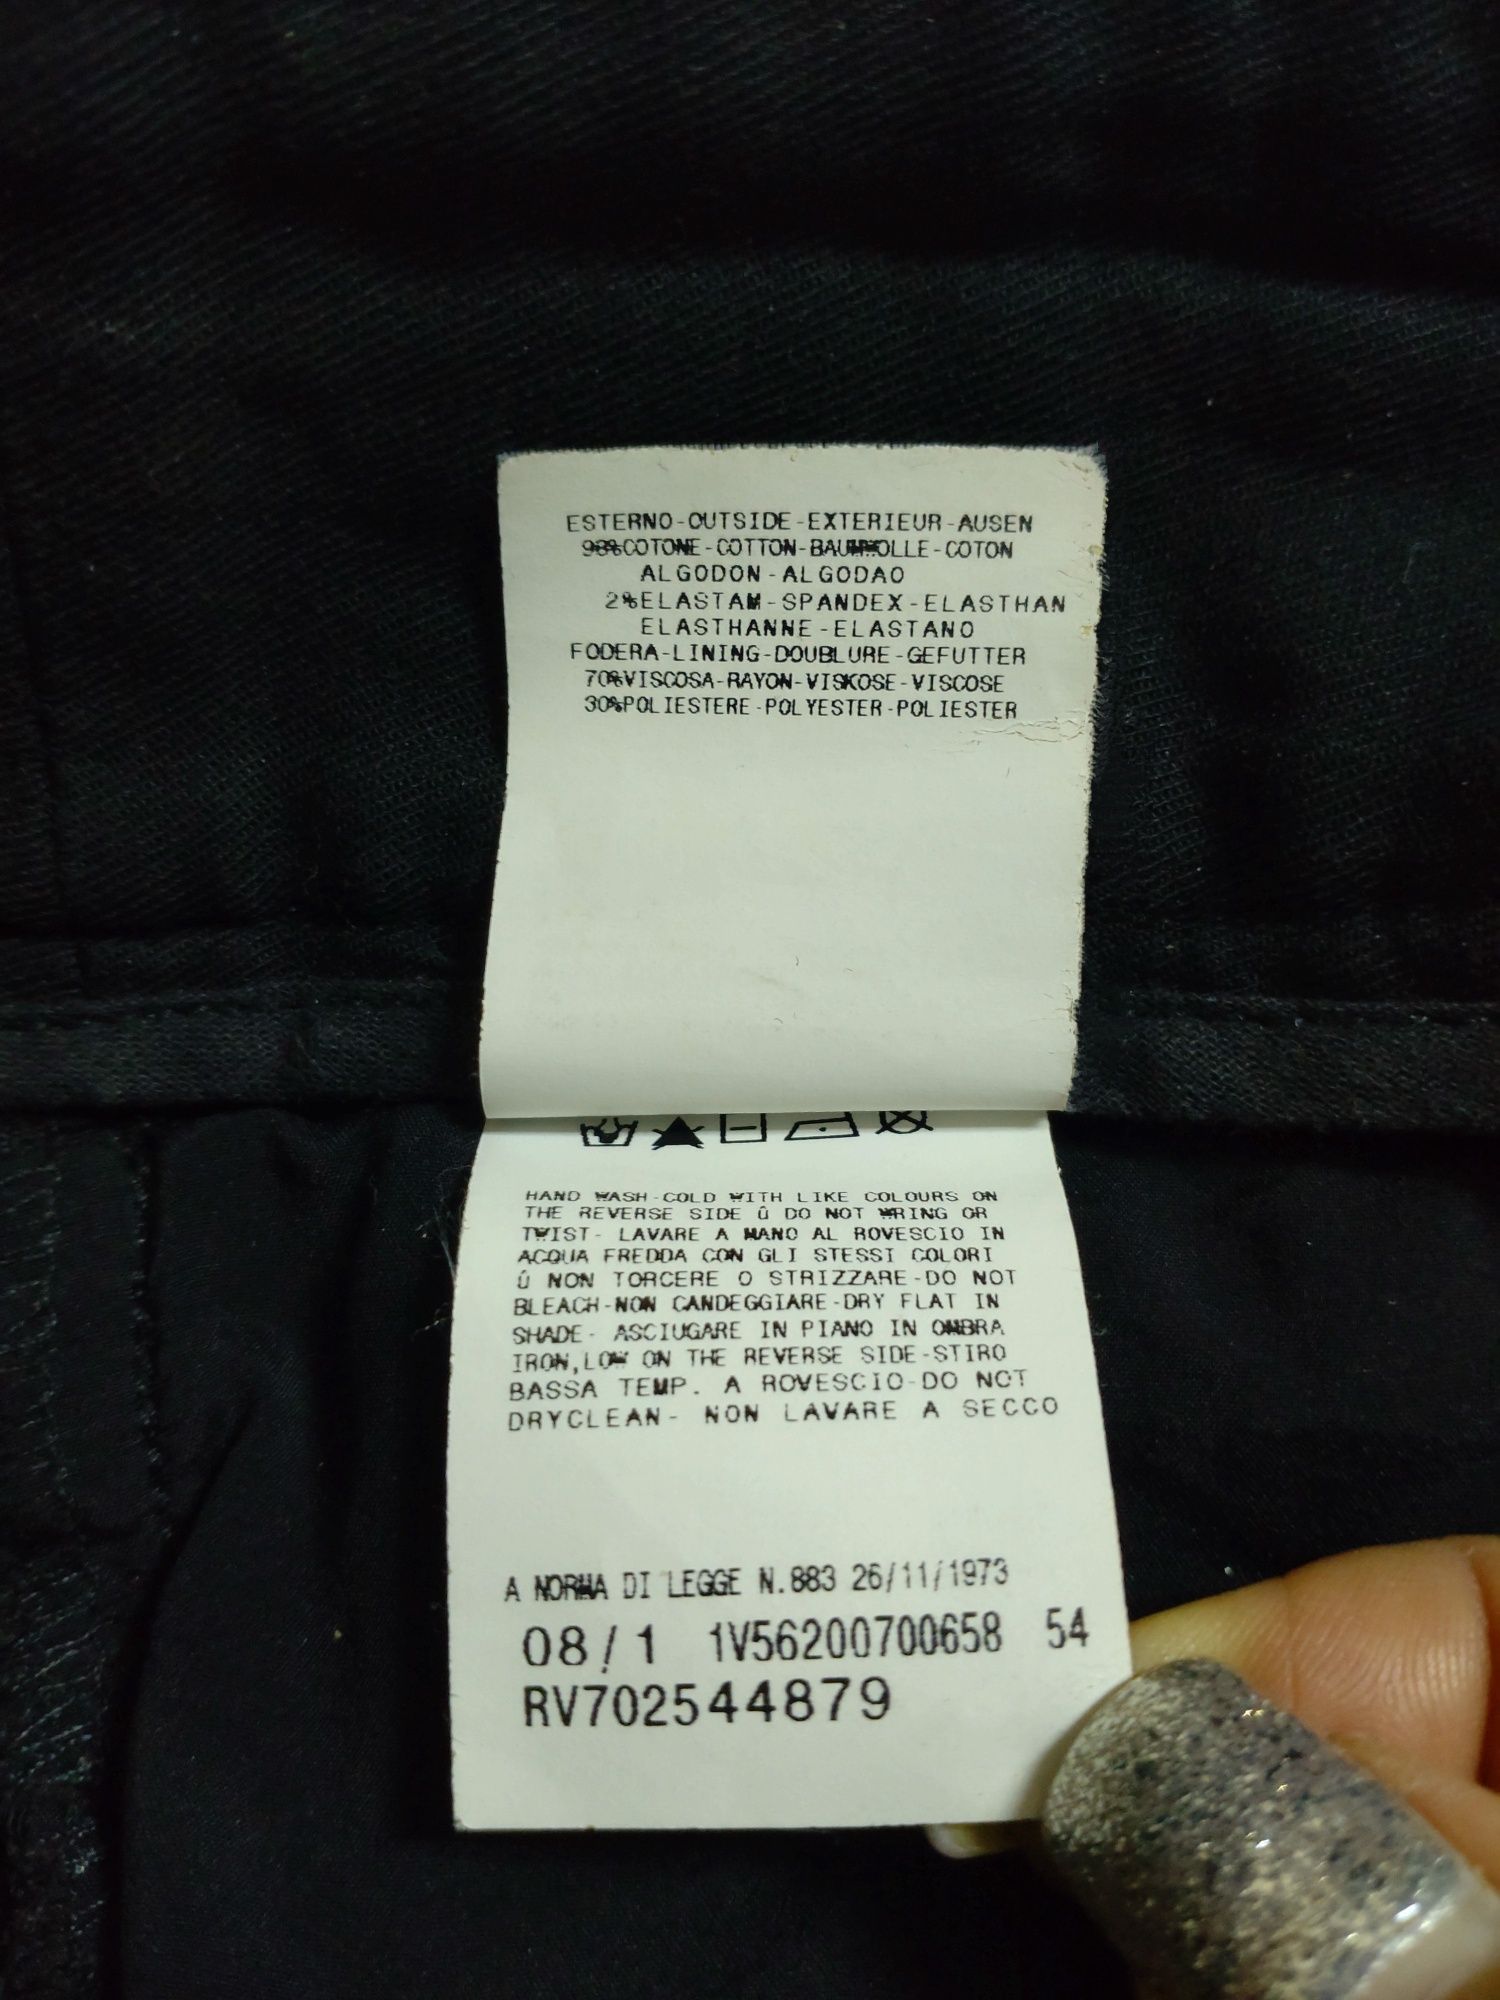 ESTERNO-OUTSIDE-EXTERIEUR-AUSEN
98%COTONE-COTTON-BAUMWOLLE-COTON
ALGODON-ALGODAO
2%ELASTAM-SPANDEX-ELASTHAN
ELASTHANNE-ELASTANO
FODERA-LINING-DOUBLURE-GEFUTTER
70%VISCOSA-RAYON-VISKOSE-VISCOSE
30%POLIESTERE-POLYESTER-POLIESTER
HAND WASH-COLD WITH LIKE COLOURS ON
THE REVERSE SIDE Û DO NOT WRING OR
TWIST- LAVARE A MANO AL ROVESCIO IN
ACQUA FREDDA CON GLI STESSI COLORI
Û NON TORCERE O STRIZZARE-DO NOT
BLEACH-NON CANDEGGIARE-DRY FLAT IN
SHADE- ASCIUGARE IN PIANO IN OMBRA
IRON,LOW ON THE REVERSE SIDE-STIRO
BASSA TEMP. A ROVESCIO-DO NOT
DRYCLEAN- NON LAVARE A SECCO
A NORMA DI LEGGE N.883 26/11/1973
08/1 1V56200700658 54
RV702544879